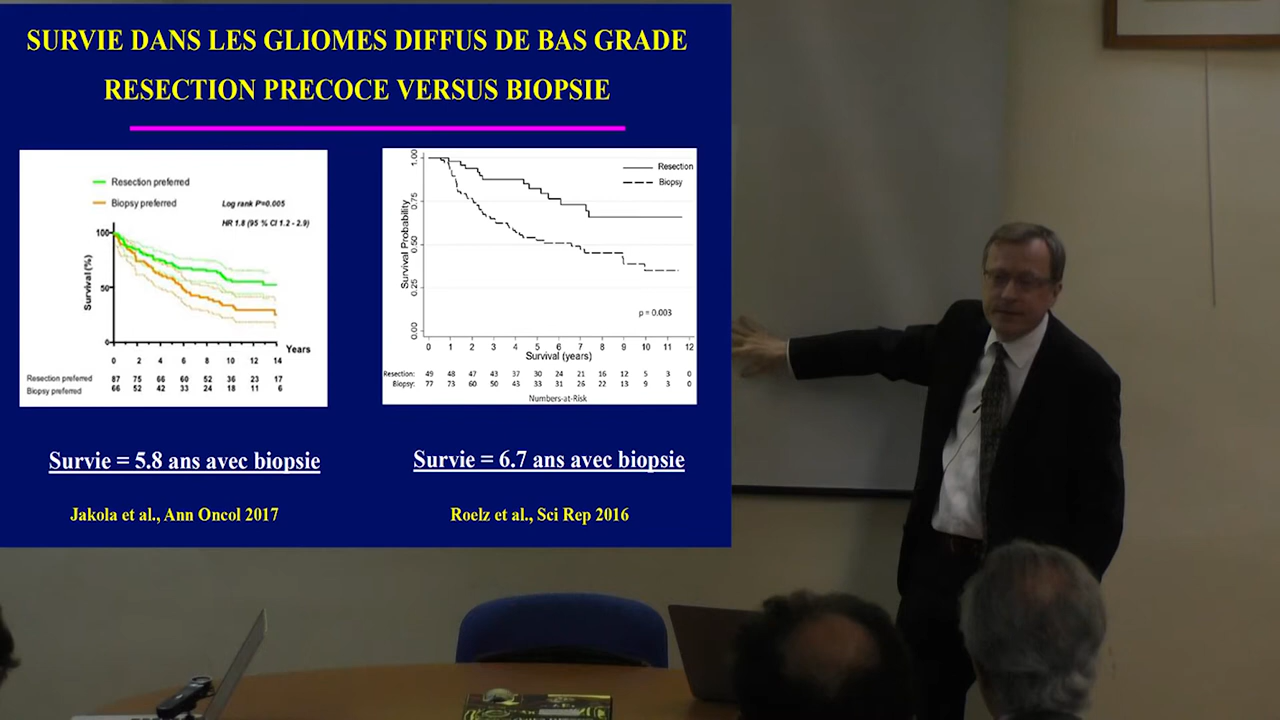 SURVIE DANS LES GLIOMES DIFFUS DE BAS GRADE
RESECTION PRECOCE VERSUS BIOPSIE
Resection preferred
Biopsy preferred
Log rank P=0.005
HR 1.8 (95 % CI 1.2 - 2.9)
Survival (%)
100
50
0
0 2 4 6 8 10 12 14
Years
Resection preferred 87 75 66 60 52 36 23 17
Biopsy preferred 66 52 42 33 24 18 11 6
Resection
Biopsy
Survival Probability
1.00
0.75
0.50
0.25
0.00
p = 0.003
0 1 2 3 4 5 6 7 8 9 10 11 12
Survival (years)
Resection: 49 48 47 43 37 30 24 21 16 12 5 3 0
Biopsy: 77 73 60 50 43 33 31 26 22 13 9 3 0
Numbers-at-Risk
Survie = 5.8 ans avec biopsie
Survie = 6.7 ans avec biopsie
Jakola et al., Ann Oncol 2017
Roelz et al., Sci Rep 2016